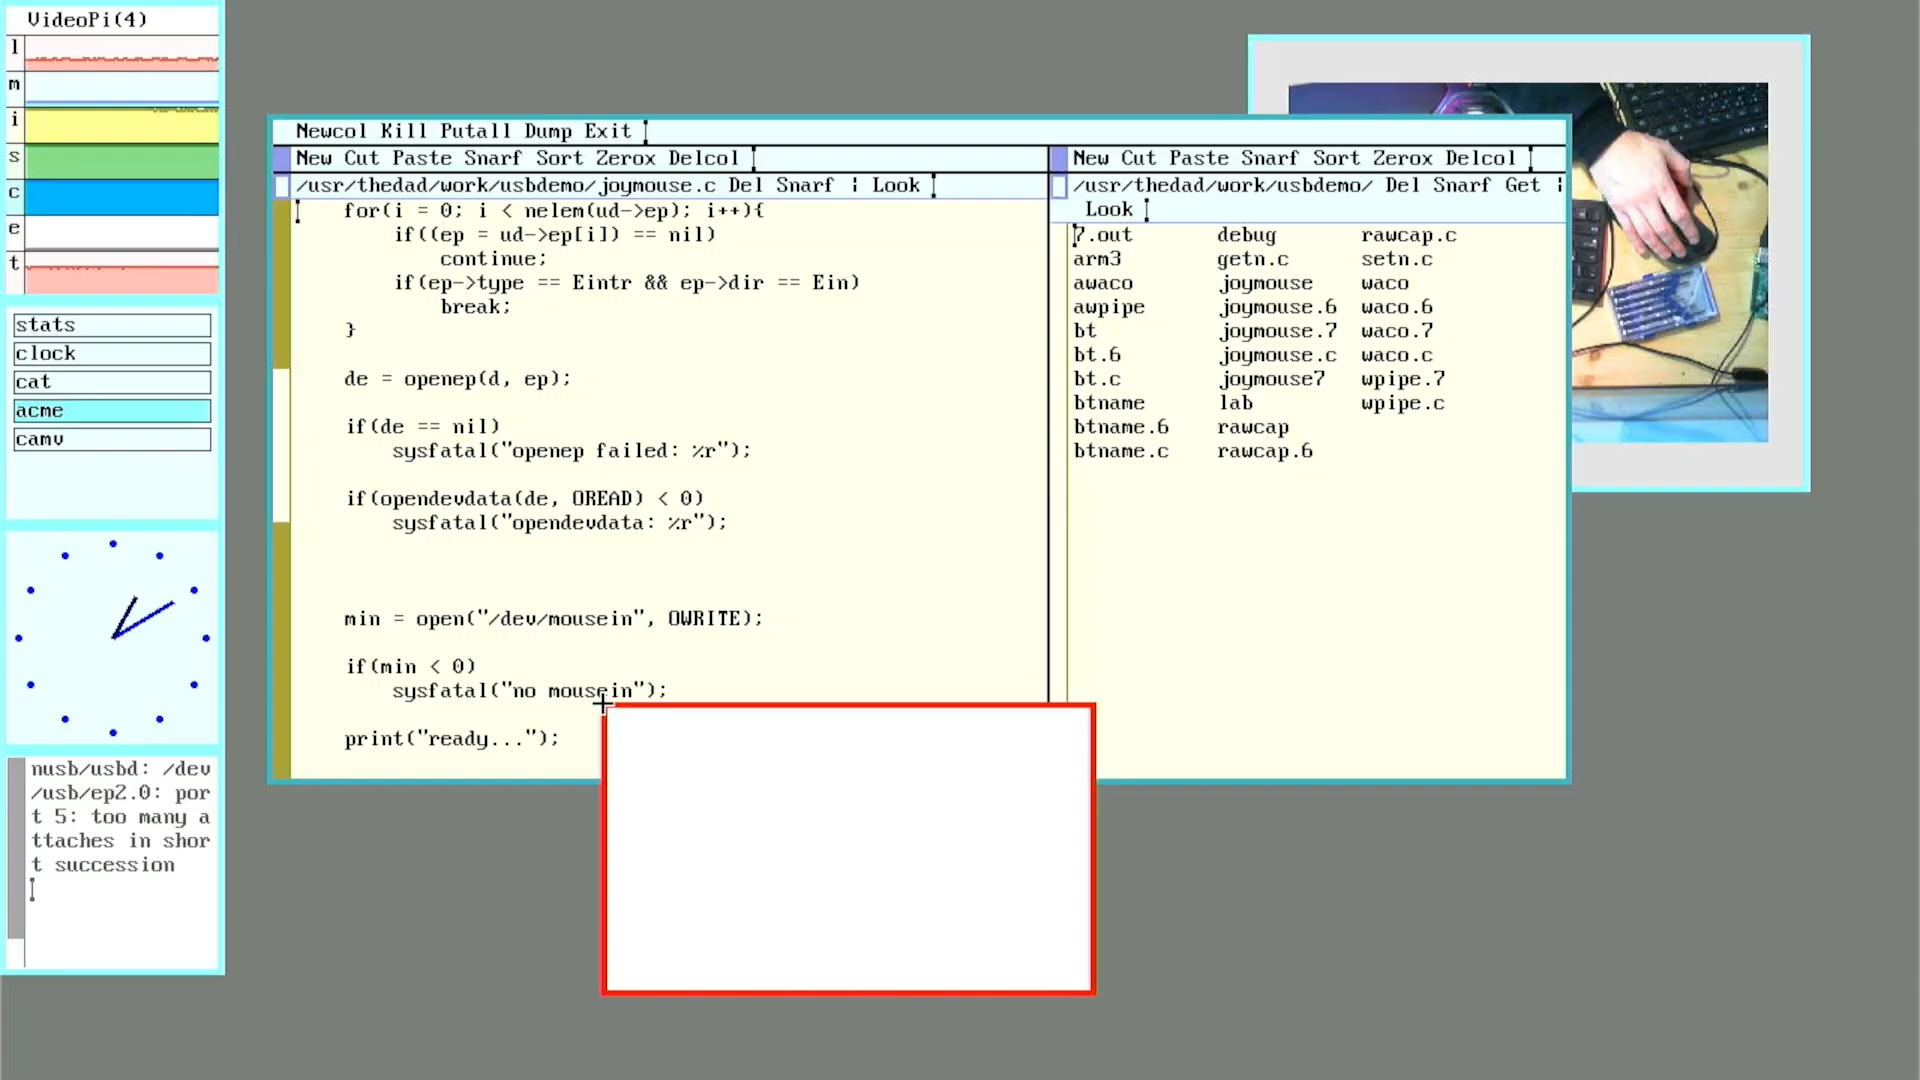 VideoPi(4)
l
m
i
s
c
e
t
stats
clock
cat
acme
camv
nusb/usbd: /dev
/usb/ep2.0: por
t 5: too many a
ttaches in shor
t succession
Newcol Kill Putall Dump Exit
New Cut Paste Snarf Sort Zerox Delcol
/usr/thedad/work/usbdemo/joymouse.c Del Snarf | Look
for(i = 0; i < nelem(ud->ep); i++){
if((ep = ud->ep[i]) == nil)
continue;
if(ep->type == Eintr && ep->dir == Ein)
break;
}
de = openep(d, ep);
if(de == nil)
sysfatal("openep failed: %r");
if(opendevdata(de, OREAD) < 0)
sysfatal("opendevdata: %r");
min = open("/dev/mousein", OWRITE);
if(min < 0)
sysfatal("no mousein");
print("ready...");
New Cut Paste Snarf Sort Zerox Delcol
/usr/thedad/work/usbdemo/ Del Snarf Get |
Look
7.out debug rawcap.c
arm3 getn.c setn.c
awaco joymouse waco
awpipe joymouse.6 waco.6
bt joymouse.7 waco.7
bt.6 joymouse.c waco.c
bt.c joymouse7 wpipe.7
btname lab wpipe.c
btname.6 rawcap
btname.c rawcap.6